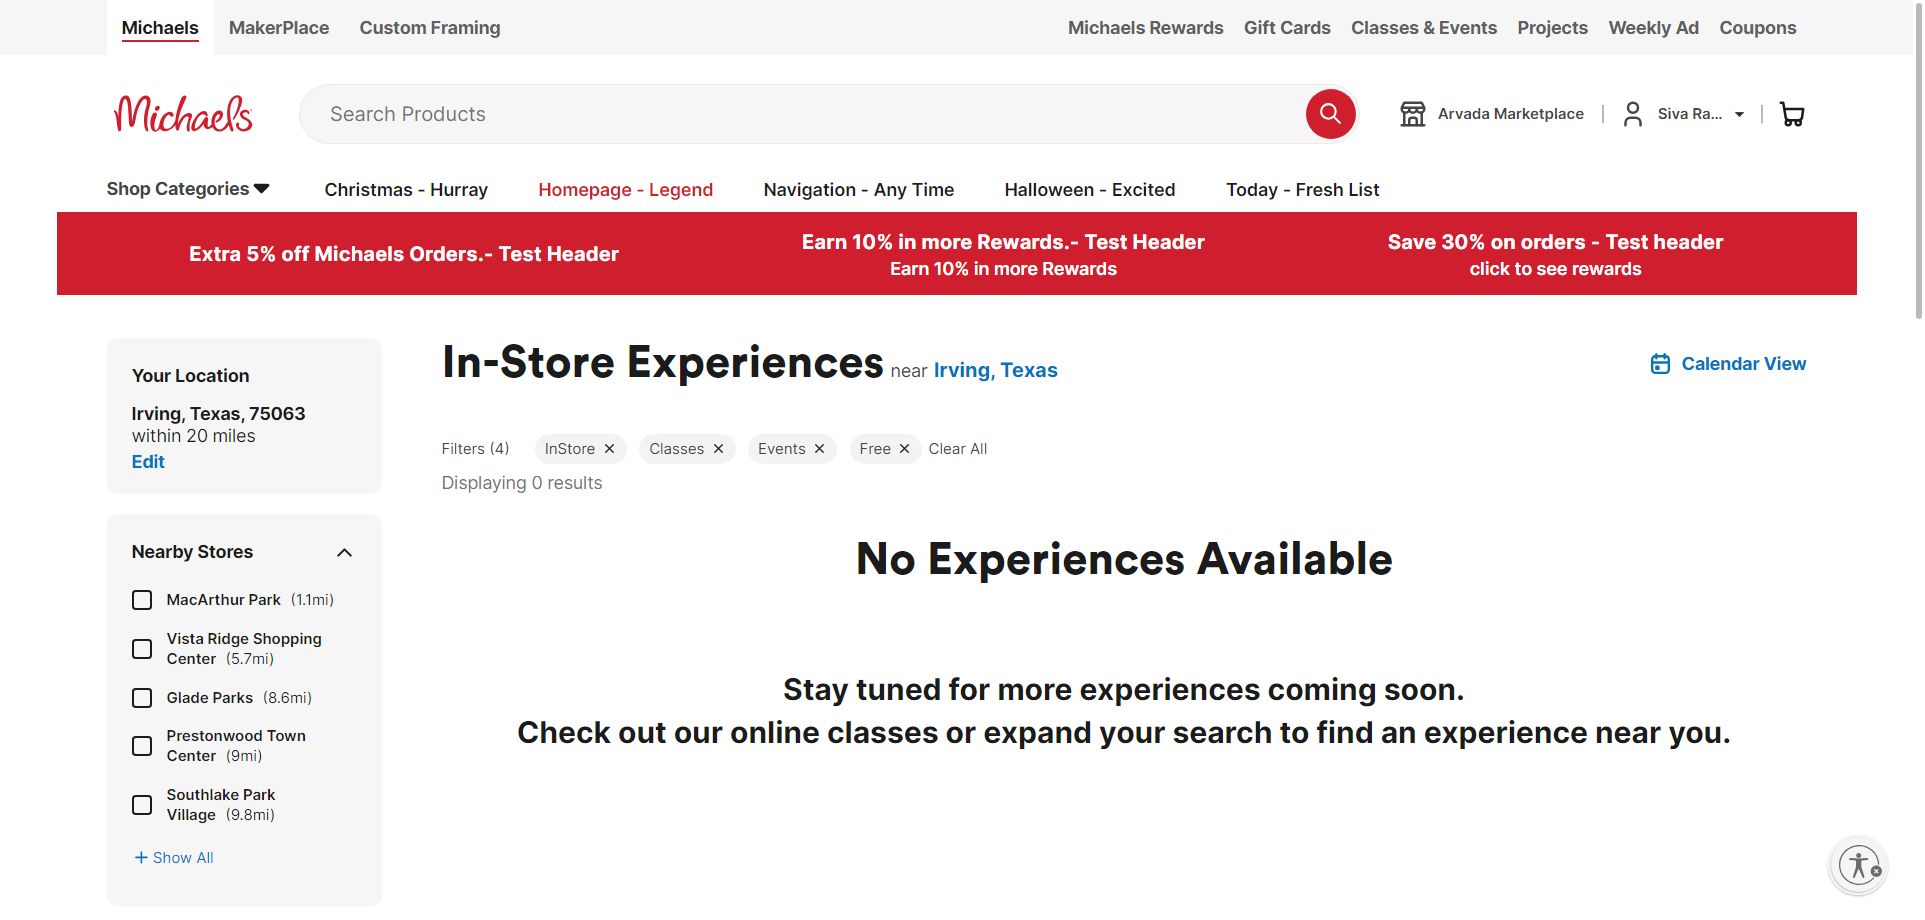 Michaels MakerPlace Custom Framing Michaels Rewards Gift Cards Classes & Events Projects Weekly Ad Coupons
Michaels Search Products Arvada Marketplace Siva Ra...
Shop Categories Christmas - Hurray Homepage - Legend Navigation - Any Time Halloween - Excited Today - Fresh List
Extra 5% off Michaels Orders.- Test Header
Earn 10% in more Rewards.- Test Header
Earn 10% in more Rewards
Save 30% on orders - Test header
click to see rewards
Your Location
Irving, Texas, 75063
within 20 miles
Edit
Nearby Stores
MacArthur Park (1.1mi)
Vista Ridge Shopping
Center (5.7mi)
Glade Parks (8.6mi)
Prestonwood Town
Center (9mi)
Southlake Park
Village (9.8mi)
+ Show All
In-Store Experiences near Irving, Texas
Calendar View
Filters (4) InStore Classes Events Free Clear All
Displaying 0 results
No Experiences Available
Stay tuned for more experiences coming soon.
Check out our online classes or expand your search to find an experience near you.